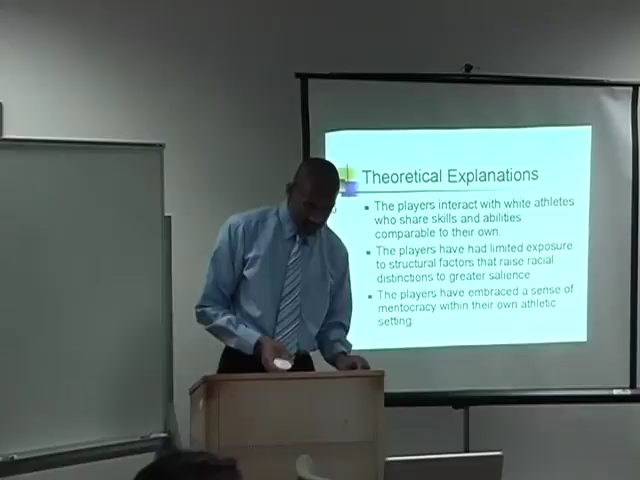 Theoretical Explanations
The players interact with white athletes
who share skills and abilities
comparable to their own.
The players have had limited exposure
to structural factors that raise racial
distinctions to greater salience
The players have embraced a sense of
mentocracy within their own athletic
setting.